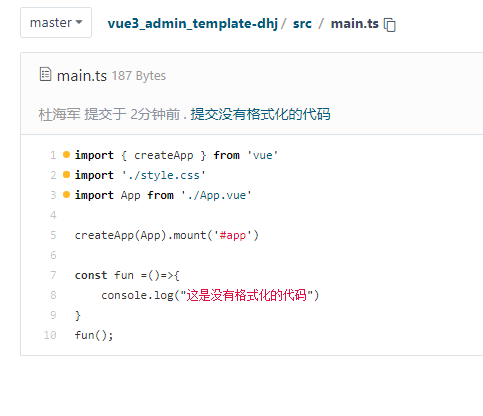 master
vue3_admin_template-dhj / src / main.ts
main.ts 187 Bytes
杜海军 提交于 2分钟前 . 提交没有格式化的代码
1 import { createApp } from 'vue'
2 import './style.css'
3 import App from './App.vue'
4
5 createApp(App).mount('#app')
6
7 const fun =()=>{
8     console.log("这是没有格式化的代码")
9 }
10 fun();